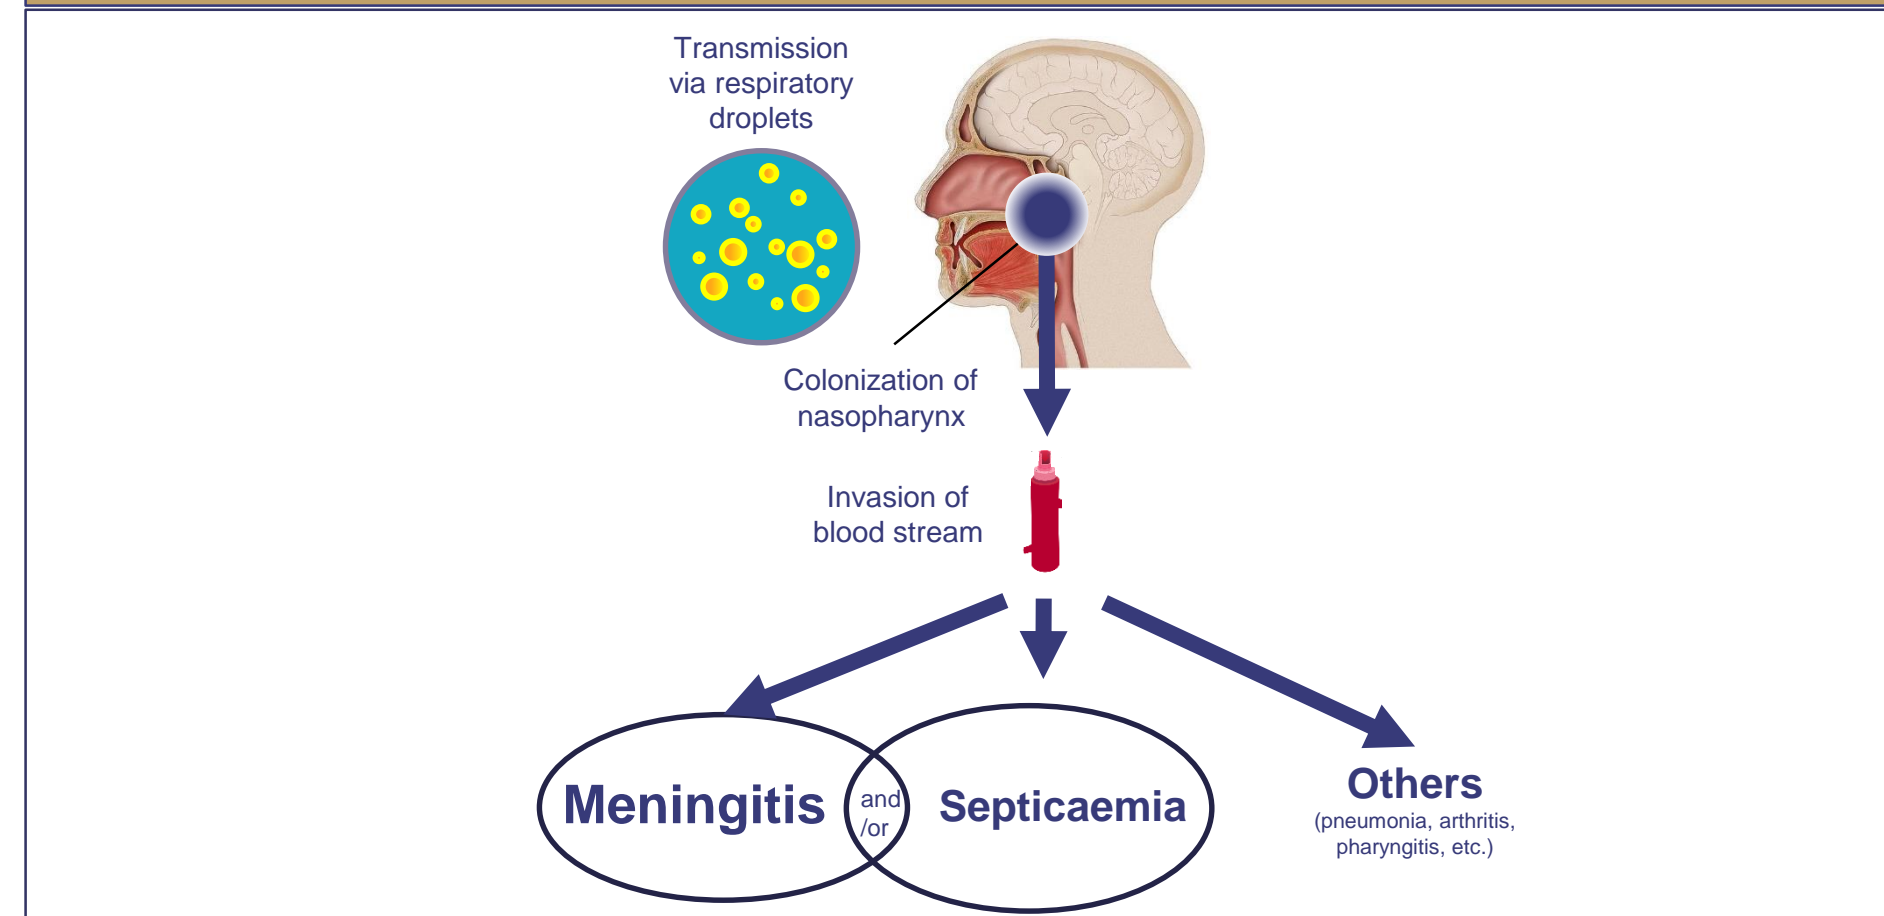 Transmission
via respiratory
droplets
Colonization of
nasopharynx
Invasion of
blood stream
Meningitis
and
/or
Septicaemia
Others
(pneumonia, arthritis,
pharyngitis, etc.)